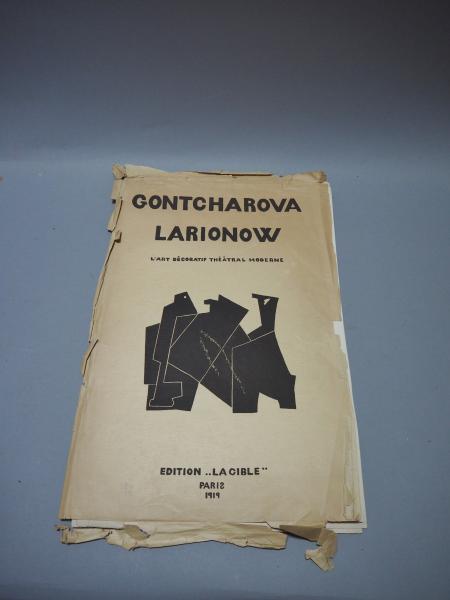 GONTCHAROVA
LARIONOW
L'ART DÉCORATIF THÉÂTRAL MODERNE
EDITION „LA CIBLE"
PARIS
1919